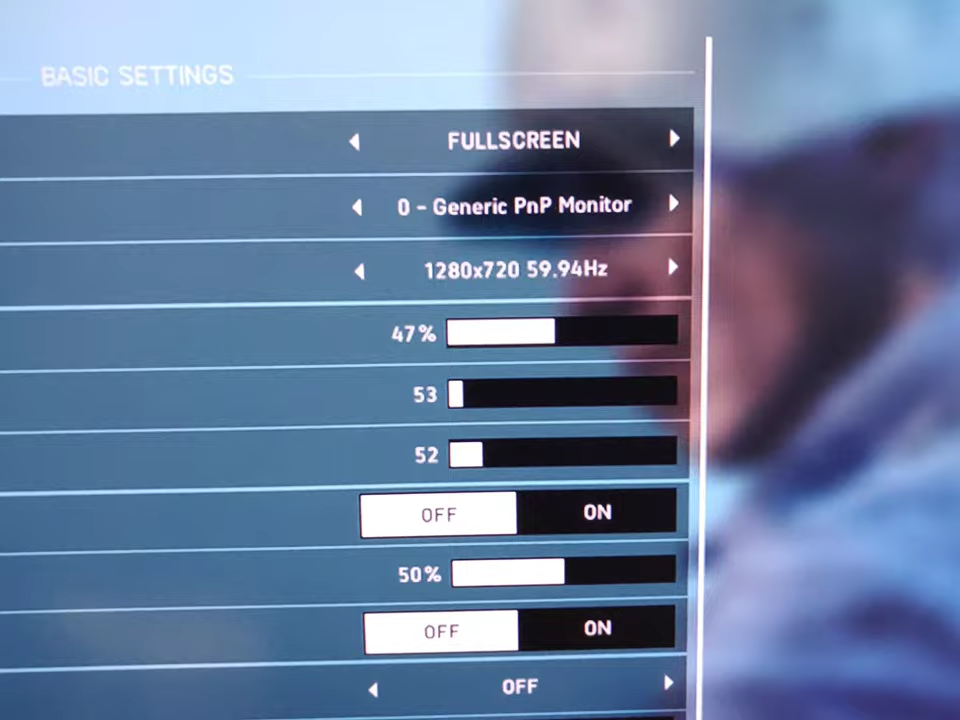 BASIC SETTINGS
FULLSCREEN
0 - Generic PnP Monitor
1280x720 59.94Hz
47%
53
52
OFF ON
50%
OFF ON
OFF